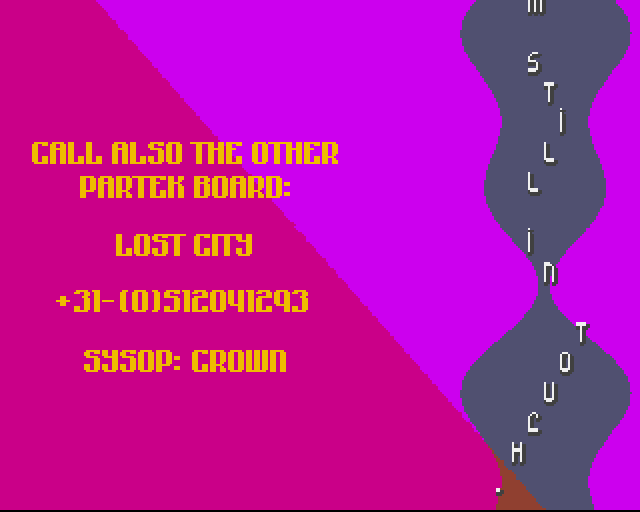 CALL ALSO THE OTHER
PARTEK BOARD:
LOST CITY
+31-(0)512041293
SYSOP: CROWN
m STiLL in TOUCH.